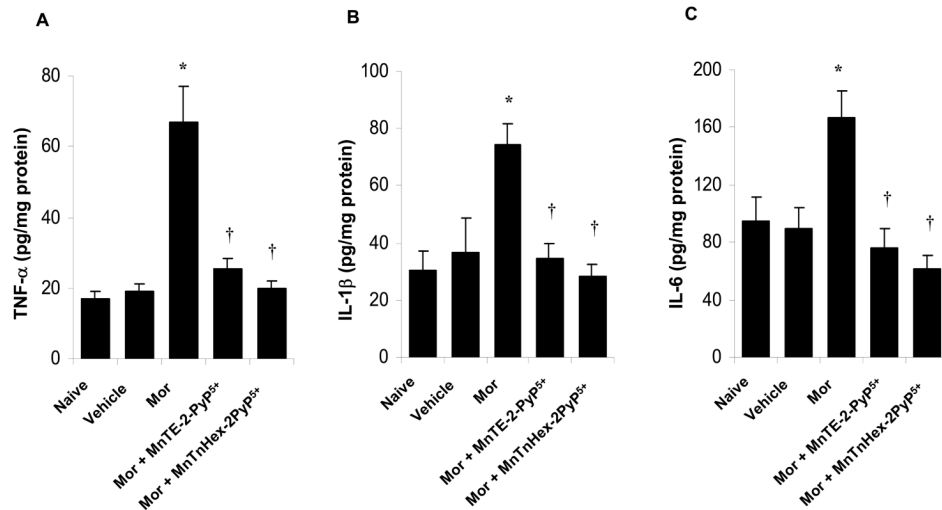 A
TNF-α (pg/mg protein)
80
60
40
20
0
*
†
†
Naïve
Vehicle
Mor
Mor + MnTE-2-PyP⁵⁺
Mor + MnTnHex-2PyP⁵⁺
B
IL-1β (pg/mg protein)
100
80
60
40
20
0
*
†
†
Naïve
Vehicle
Mor
Mor + MnTE-2-PyP⁵⁺
Mor + MnTnHex-2PyP⁵⁺
C
IL-6 (pg/mg protein)
200
160
120
80
40
0
*
†
†
Naïve
Vehicle
Mor
Mor + MnTE-2-PyP⁵⁺
Mor + MnTnHex-2PyP⁵⁺